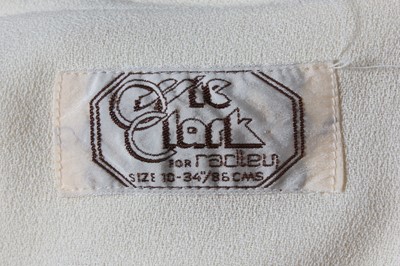 Ossie
Clark
FOR radley
SIZE 10-34"/86 CMS